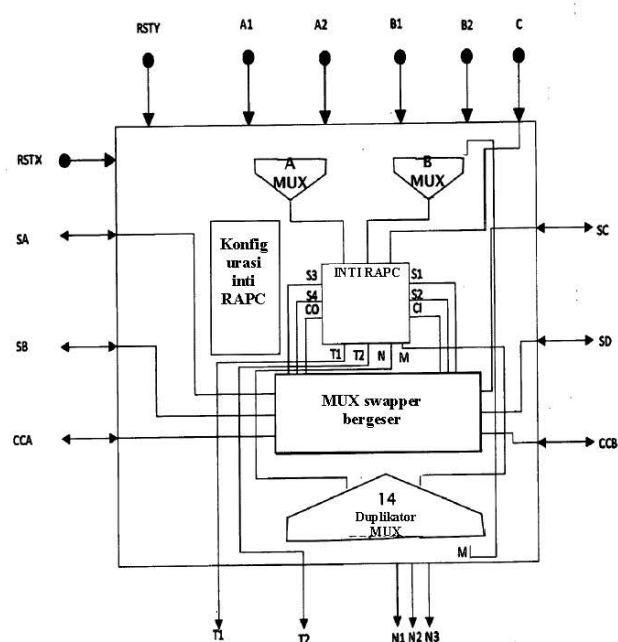 RSTY A1 A2 B1 B2 C
RSTX
A
MUX
B
MUX
SA
SC
Konfig
urasi
inti
RAPC
INTI RAPC
S3
S1
S4
S2
CO
CI
T1 T2 N M
SB
SD
MUX swapper
bergeser
CCA
CCB
14
Duplikator
MUX
M
T1
T2
N1 N2 N3